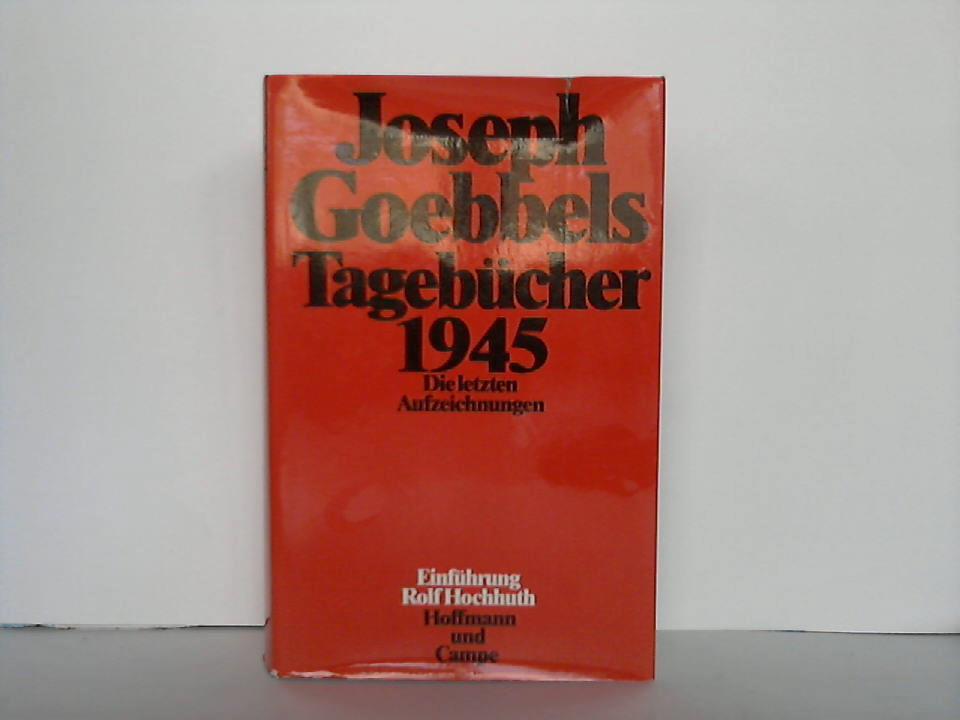 Joseph
Goebbels
Tagebücher
1945
Die letzten
Aufzeichnungen
Einführung
Rolf Hochhuth
Hoffmann
und
Campe